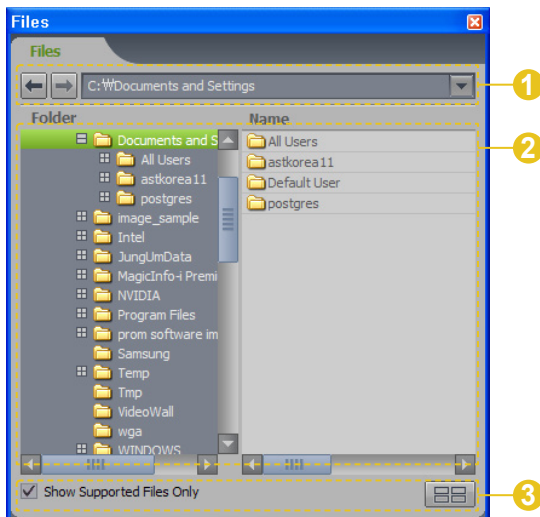 Files
Files
C:₩Documents and Settings
1
Folder
Name
2
Documents and S
All Users
astkorea11
postgres
image_sample
Intel
JungUmData
MagicInfo-i Premi
NVIDIA
Program Files
prom software im
Samsung
Temp
Tmp
VideoWall
wga
WINDOWS
All Users
astkorea11
Default User
postgres
Show Supported Files Only
3